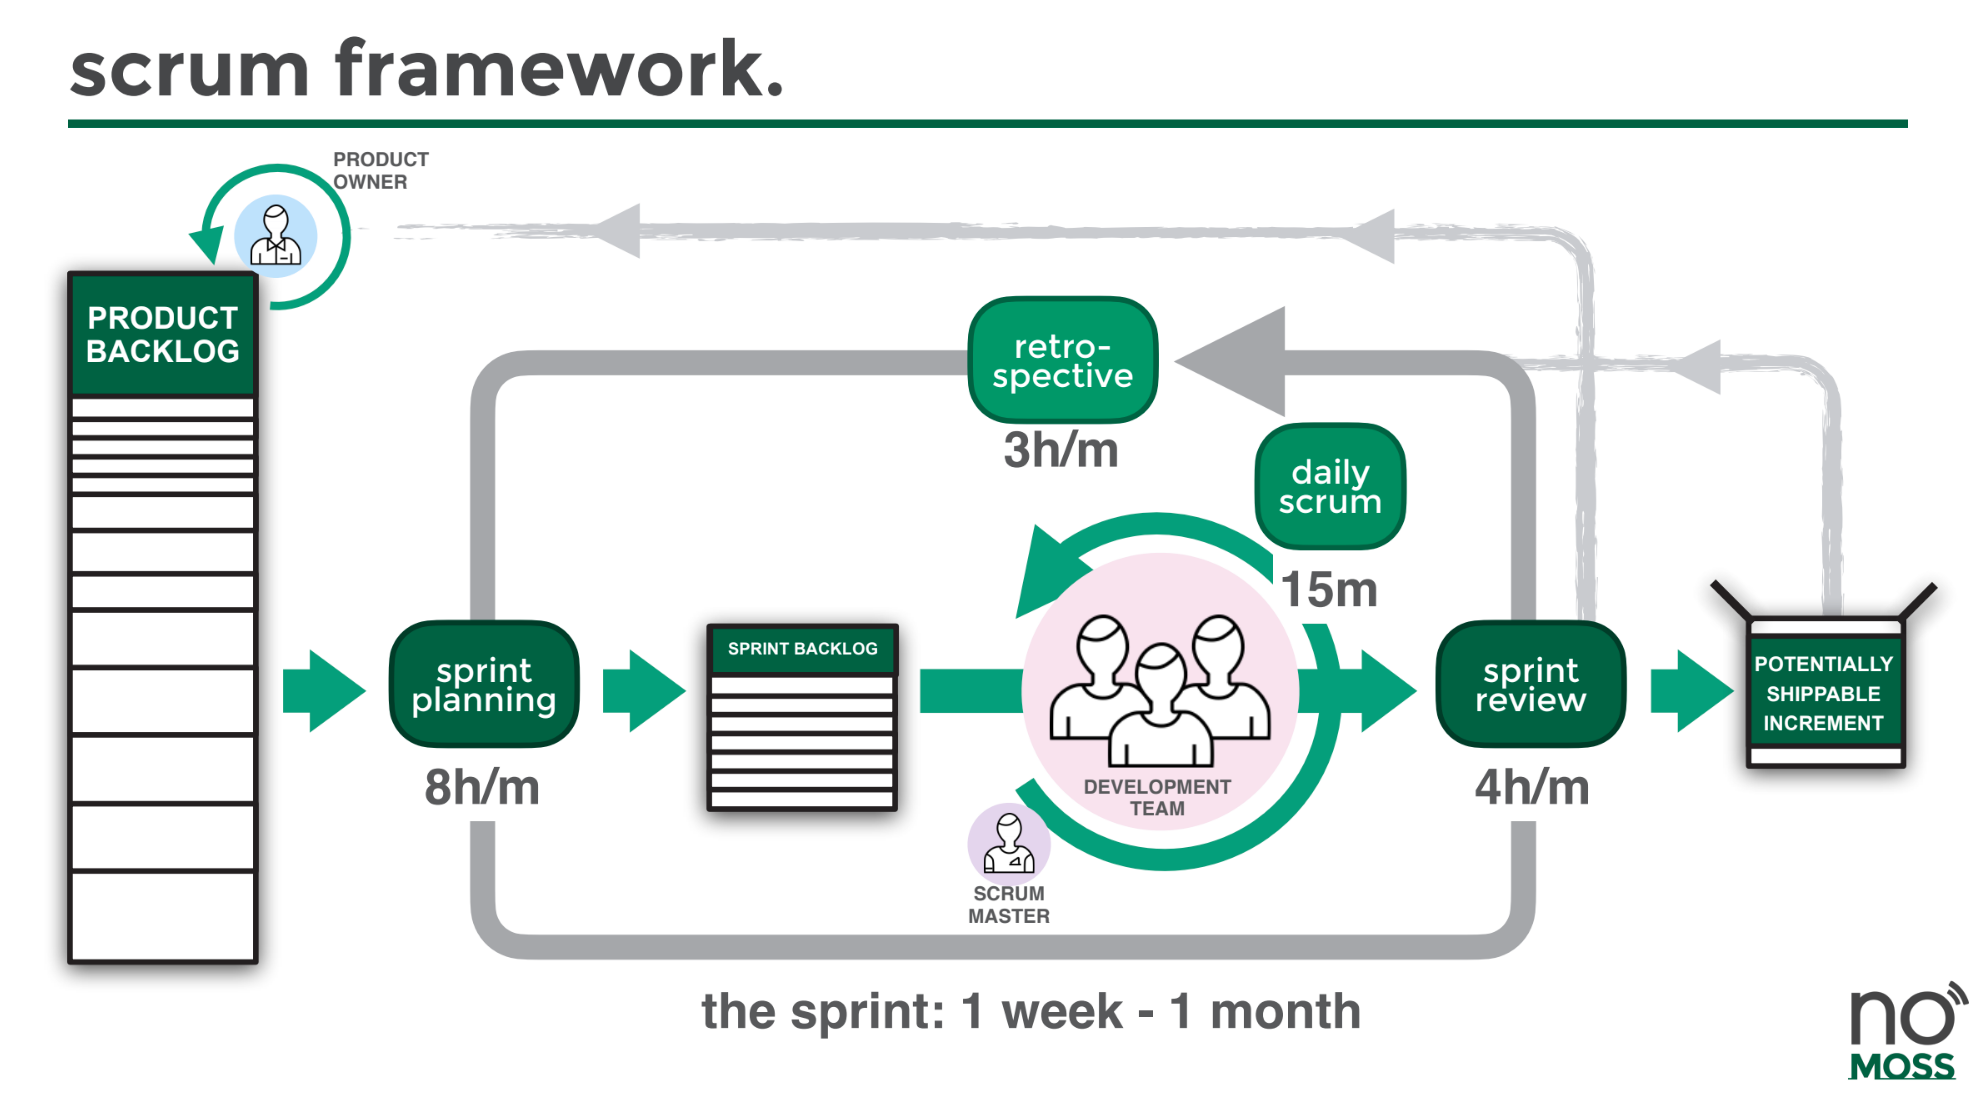 scrum framework.
PRODUCT
OWNER
PRODUCT
BACKLOG
retro-
spective
3h/m
daily
scrum
15m
sprint
planning
8h/m
SPRINT BACKLOG
DEVELOPMENT
TEAM
SCRUM
MASTER
sprint
review
4h/m
POTENTIALLY
SHIPPABLE
INCREMENT
the sprint: 1 week - 1 month
no
MOSS